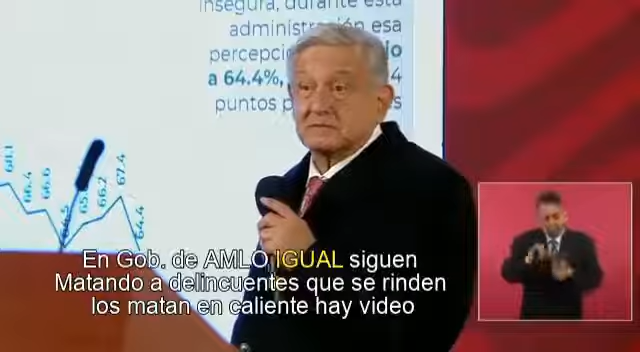 insegura, durante esta
administración esa
a 64.4%,
4
puntos
s
68.1
66.4
66.6
64.5
66.2
67.4
64.4
En Gob. de AMLO IGUAL siguen
Matando a delincuentes que se rinden
los matan en caliente hay video